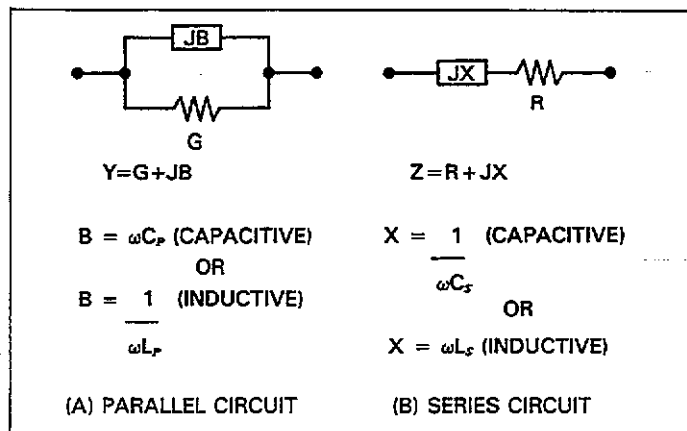 JB
G
Y=G+JB
B = ωCₚ (CAPACITIVE)
OR
B = 1 (INDUCTIVE)
ωLₚ
(A) PARALLEL CIRCUIT
JX
R
Z=R+JX
X = 1 (CAPACITIVE)
ωCₛ
OR
X = ωLₛ (INDUCTIVE)
(B) SERIES CIRCUIT